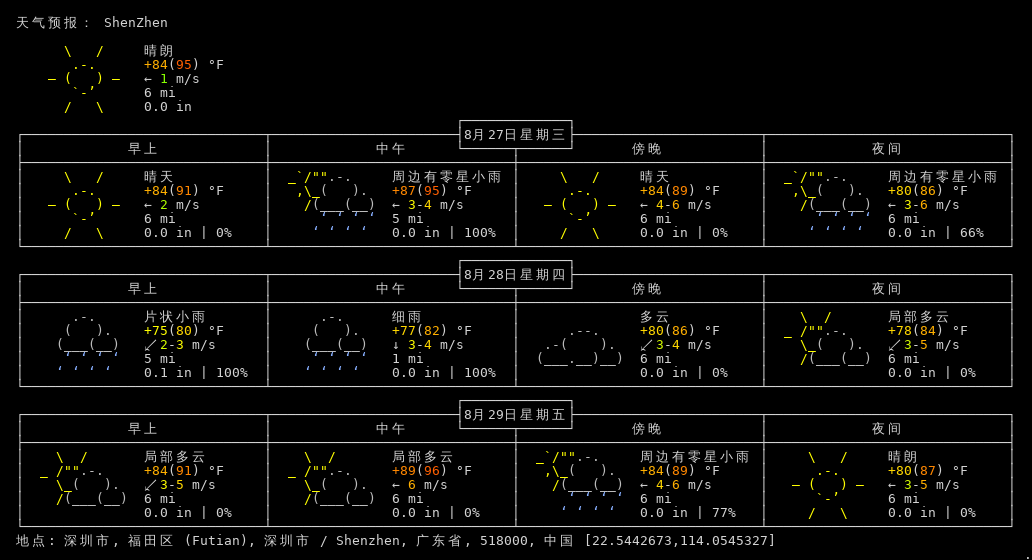 天气预报： ShenZhen
晴朗
+84(95) °F
← 1 m/s
6 mi
0.0 in
8月27日星期三
早上 中午 傍晚 夜间
晴天 周边有零星小雨 晴天 周边有零星小雨
+84(91) °F +87(95) °F +84(89) °F +80(86) °F
← 2 m/s ← 3-4 m/s ← 4-6 m/s ← 3-6 m/s
6 mi 5 mi 6 mi 6 mi
0.0 in | 0% 0.0 in | 100% 0.0 in | 0% 0.0 in | 66%
8月28日星期四
早上 中午 傍晚 夜间
片状小雨 细雨 多云 局部多云
+75(80) °F +77(82) °F +80(86) °F +78(84) °F
↙ 2-3 m/s ↓ 3-4 m/s ↙ 3-4 m/s ↙ 3-5 m/s
5 mi 1 mi 6 mi 6 mi
0.1 in | 100% 0.0 in | 100% 0.0 in | 0% 0.0 in | 0%
8月29日星期五
早上 中午 傍晚 夜间
局部多云 局部多云 周边有零星小雨 晴朗
+84(91) °F +89(96) °F +84(89) °F +80(87) °F
↙ 3-5 m/s ← 6 m/s ← 4-6 m/s ← 3-5 m/s
6 mi 6 mi 6 mi 6 mi
0.0 in | 0% 0.0 in | 0% 0.0 in | 77% 0.0 in | 0%
地点: 深圳市, 福田区 (Futian), 深圳市 / Shenzhen, 广东省, 518000, 中国 [22.5442673,114.0545327]